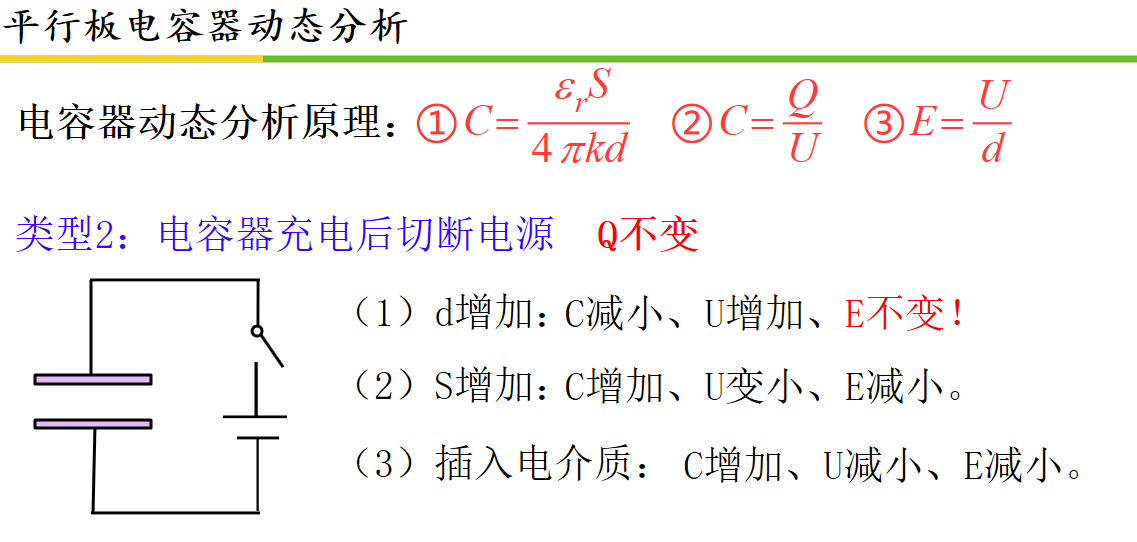 平行板电容器动态分析
电容器动态分析原理：①C=εrS/4πkd ②C=Q/U ③E=U/d
类型2：电容器充电后切断电源 Q不变
（1）d增加：C减小、U增加、E不变！
（2）S增加：C增加、U变小、E减小。
（3）插入电介质： C增加、U减小、E减小。